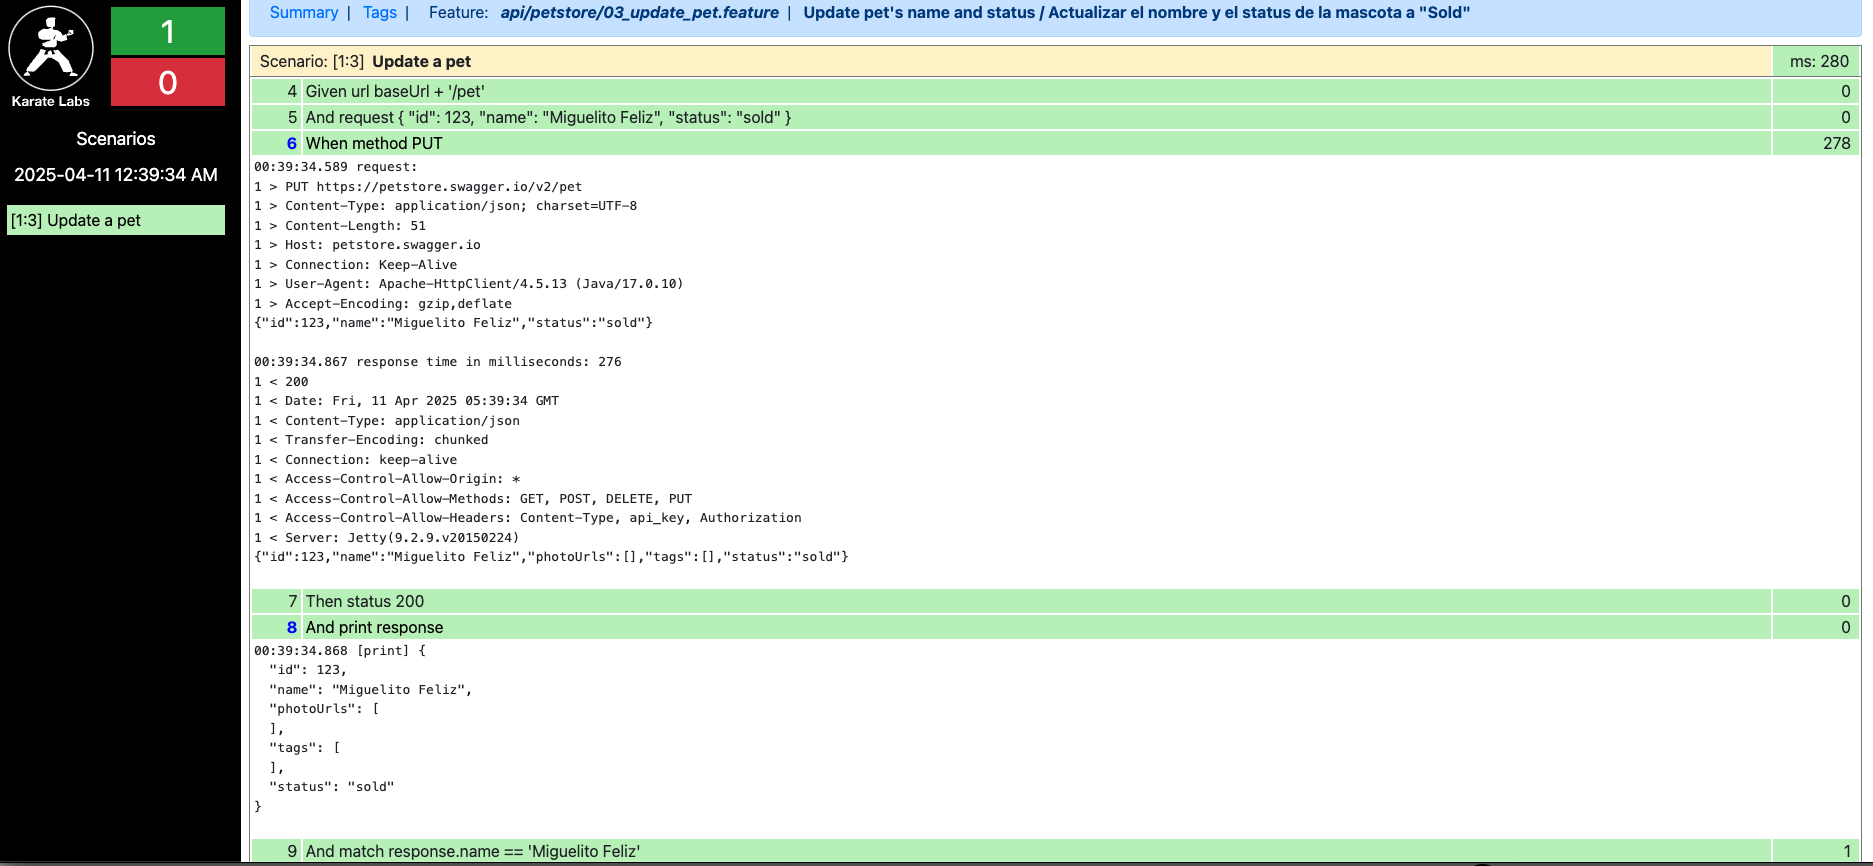 Karate Labs
1
0
Scenarios
2025-04-11 12:39:34 AM
[1:3] Update a pet
Summary | Tags | Feature: api/petstore/03_update_pet.feature | Update pet's name and status / Actualizar el nombre y el status de la mascota a "Sold"
Scenario: [1:3] Update a pet ms: 280
4 Given url baseUrl + '/pet' 0
5 And request { "id": 123, "name": "Miguelito Feliz", "status": "sold" } 0
6 When method PUT 278
00:39:34.589 request:
1 > PUT https://petstore.swagger.io/v2/pet
1 > Content-Type: application/json; charset=UTF-8
1 > Content-Length: 51
1 > Host: petstore.swagger.io
1 > Connection: Keep-Alive
1 > User-Agent: Apache-HttpClient/4.5.13 (Java/17.0.10)
1 > Accept-Encoding: gzip,deflate
{"id":123,"name":"Miguelito Feliz","status":"sold"}
00:39:34.867 response time in milliseconds: 276
1 < 200
1 < Date: Fri, 11 Apr 2025 05:39:34 GMT
1 < Content-Type: application/json
1 < Transfer-Encoding: chunked
1 < Connection: keep-alive
1 < Access-Control-Allow-Origin: *
1 < Access-Control-Allow-Methods: GET, POST, DELETE, PUT
1 < Access-Control-Allow-Headers: Content-Type, api_key, Authorization
1 < Server: Jetty(9.2.9.v20150224)
{"id":123,"name":"Miguelito Feliz","photoUrls":[],"tags":[],"status":"sold"}
7 Then status 200 0
8 And print response 0
00:39:34.868 [print] {
"id": 123,
"name": "Miguelito Feliz",
"photoUrls": [
],
"tags": [
],
"status": "sold"
}
9 And match response.name == 'Miguelito Feliz' 1